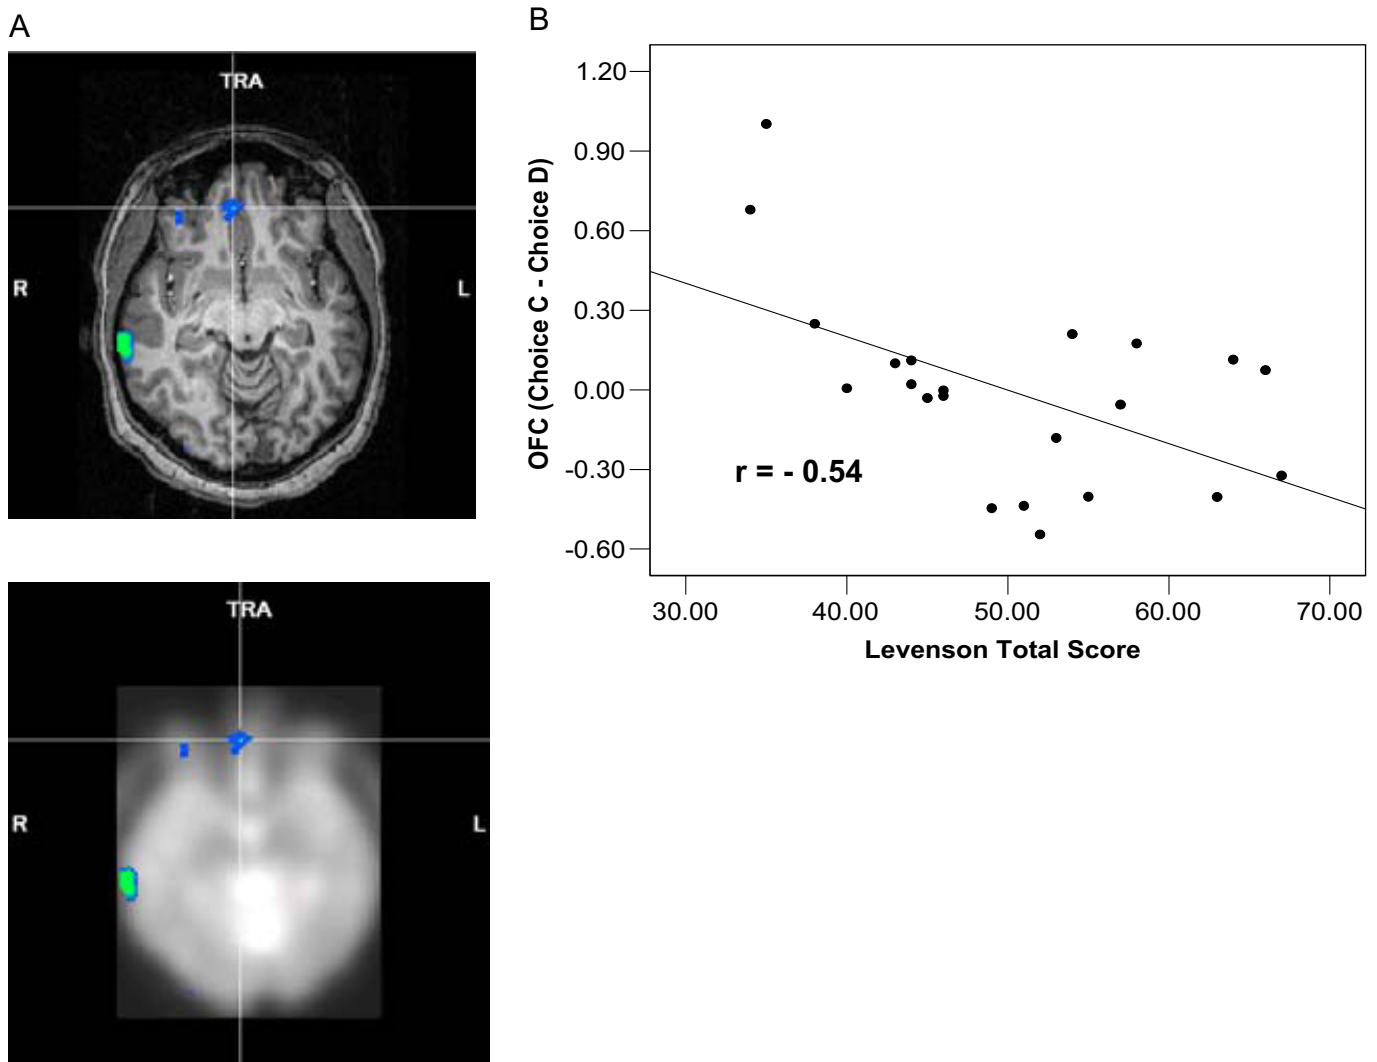 A
TRA
R
L
TRA
R
L
B
1.20
0.90
0.60
0.30
0.00
-0.30
-0.60
OFC (Choice C - Choice D)
r = - 0.54
30.00 40.00 50.00 60.00 70.00
Levenson Total Score